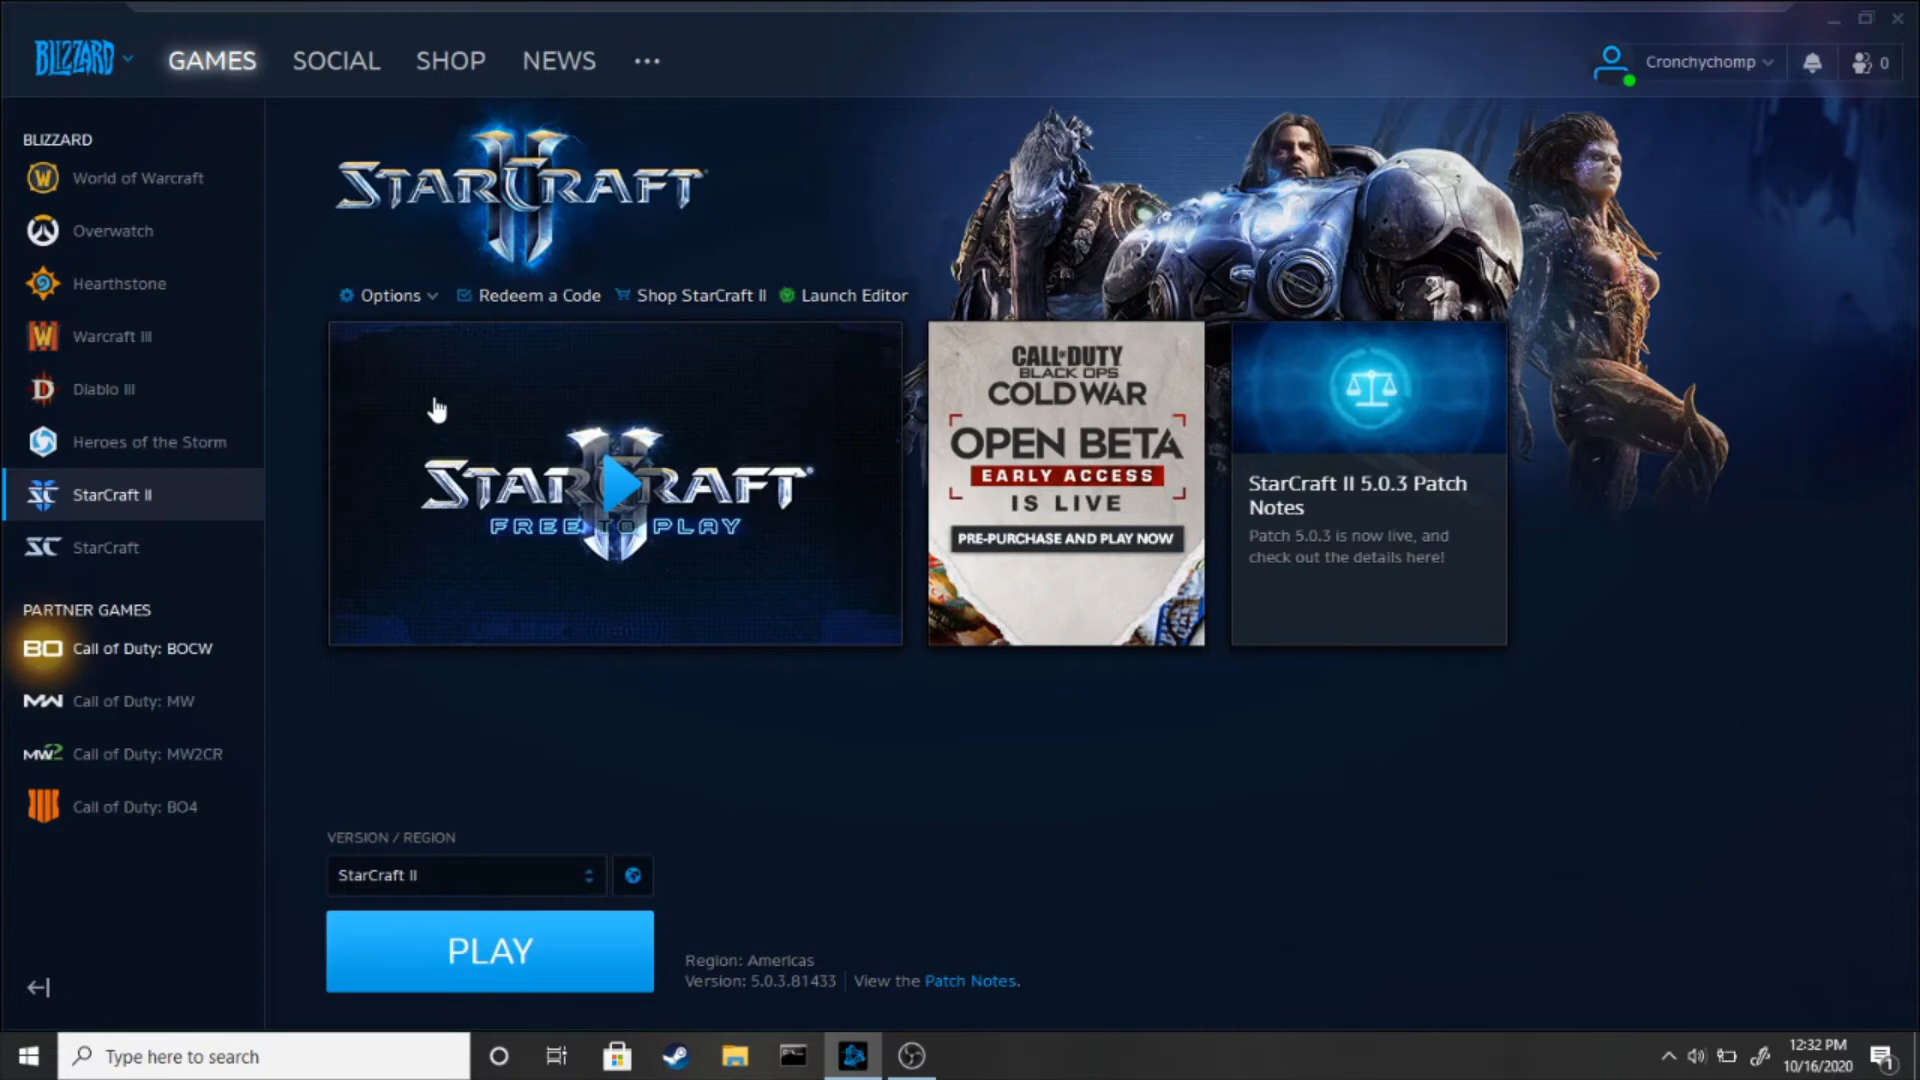 BLIZZARD
GAMES
SOCIAL
SHOP
NEWS
Cronchychomp
0
BLIZZARD
World of Warcraft
Overwatch
Hearthstone
Warcraft III
Diablo III
Heroes of the Storm
StarCraft II
StarCraft
PARTNER GAMES
Call of Duty: BOCW
Call of Duty: MW
Call of Duty: MW2CR
Call of Duty: BO4
STARCRAFT II
Options
Redeem a Code
Shop StarCraft II
Launch Editor
STARCRAFT II
FREE TO PLAY
CALL OF DUTY
BLACK OPS
COLD WAR
OPEN BETA
EARLY ACCESS
IS LIVE
PRE-PURCHASE AND PLAY NOW
StarCraft II 5.0.3 Patch
Notes
Patch 5.0.3 is now live, and
check out the details here!
VERSION / REGION
StarCraft II
PLAY
Region: Americas
Version: 5.0.3.81433 | View the Patch Notes.
Type here to search
12:32 PM
10/16/2020
1